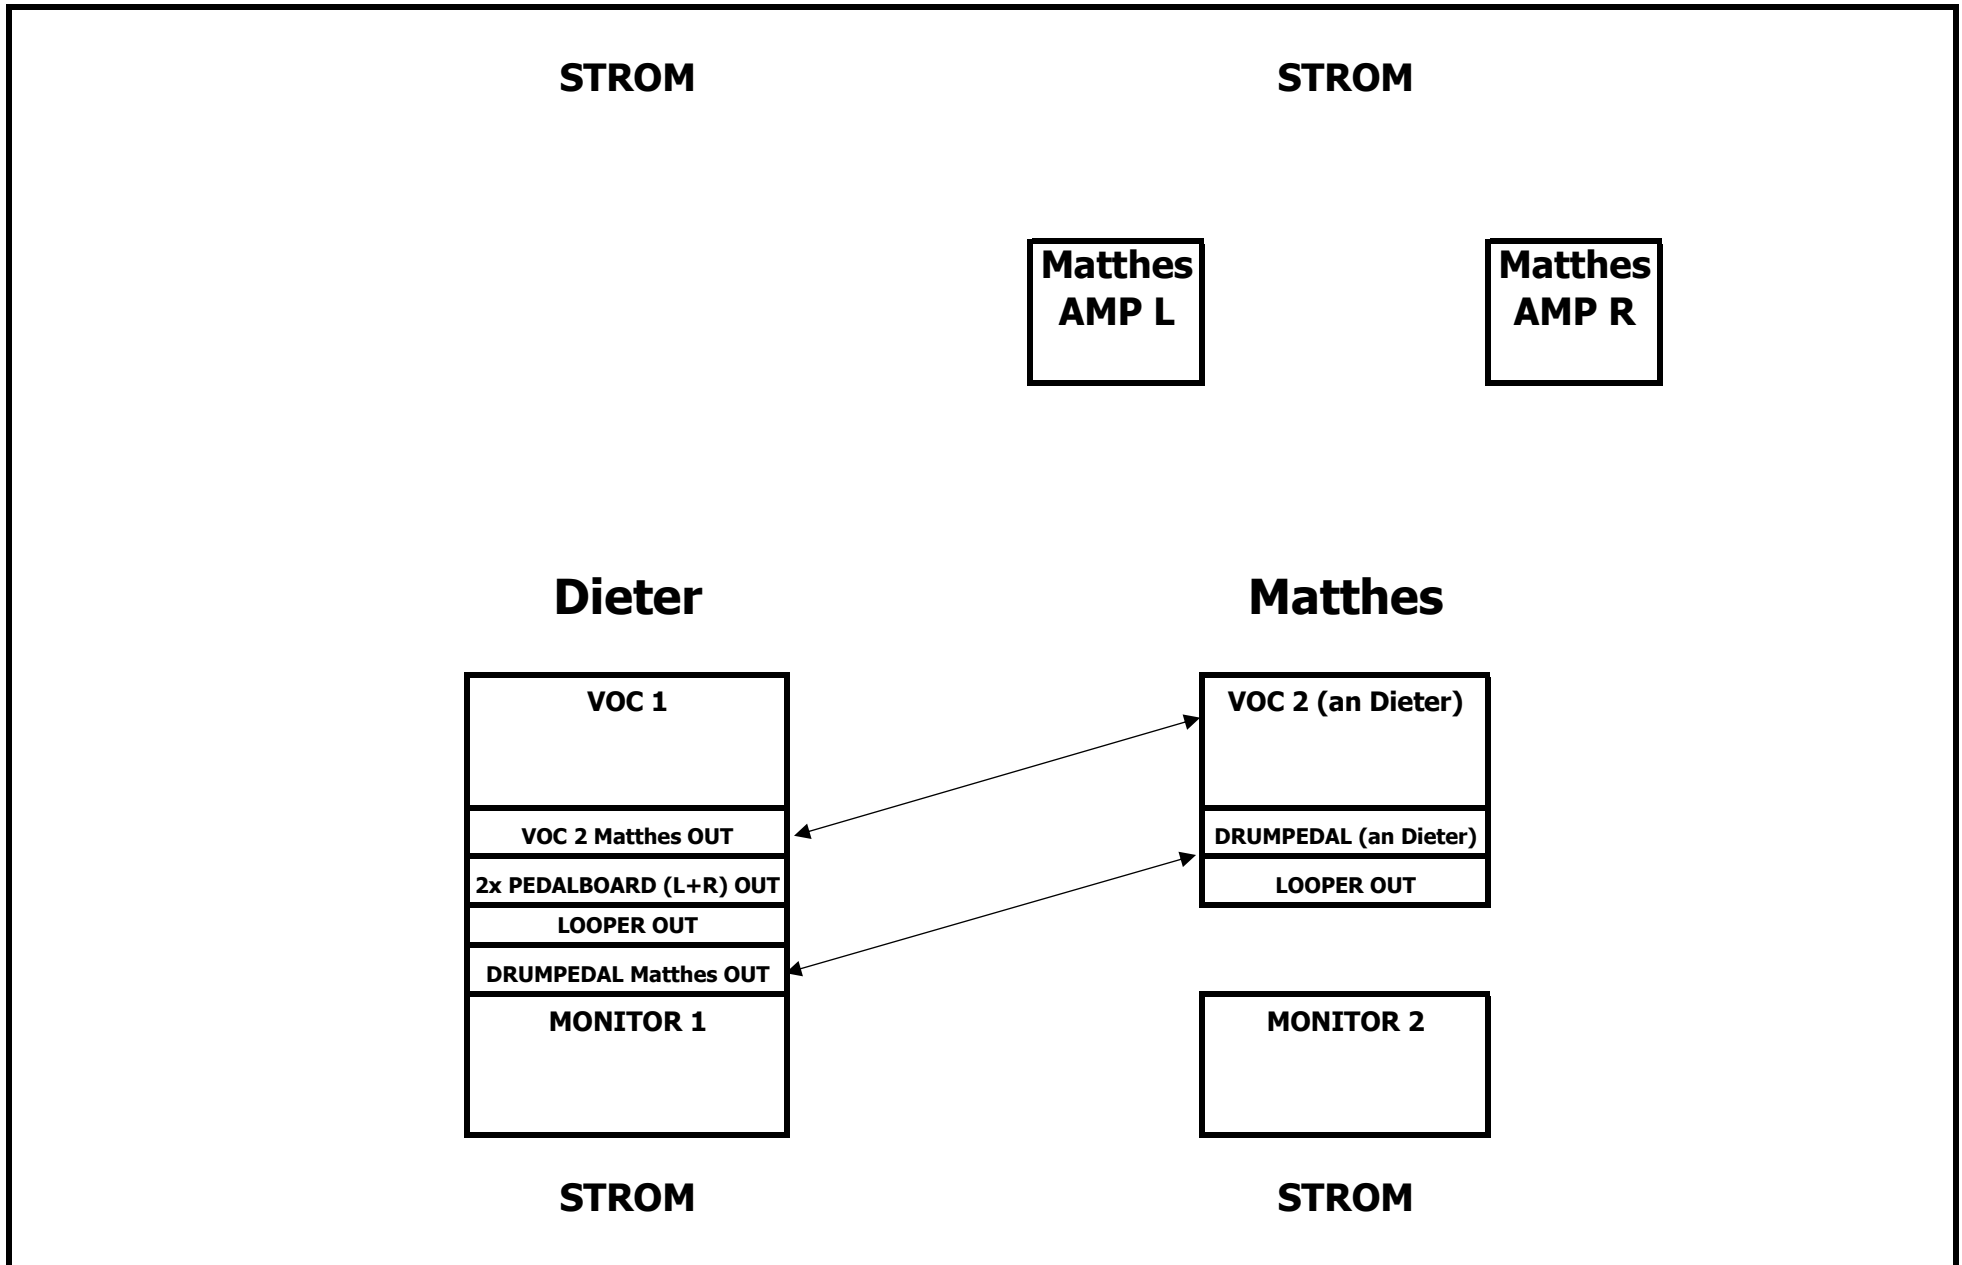 STROM
STROM
Matthes
AMP L
Matthes
AMP R
Dieter
Matthes
VOC 1
VOC 2 (an Dieter)
VOC 2 Matthes OUT
DRUMPEDAL (an Dieter)
2x PEDALBOARD (L+R) OUT
LOOPER OUT
LOOPER OUT
DRUMPEDAL Matthes OUT
MONITOR 1
MONITOR 2
STROM
STROM